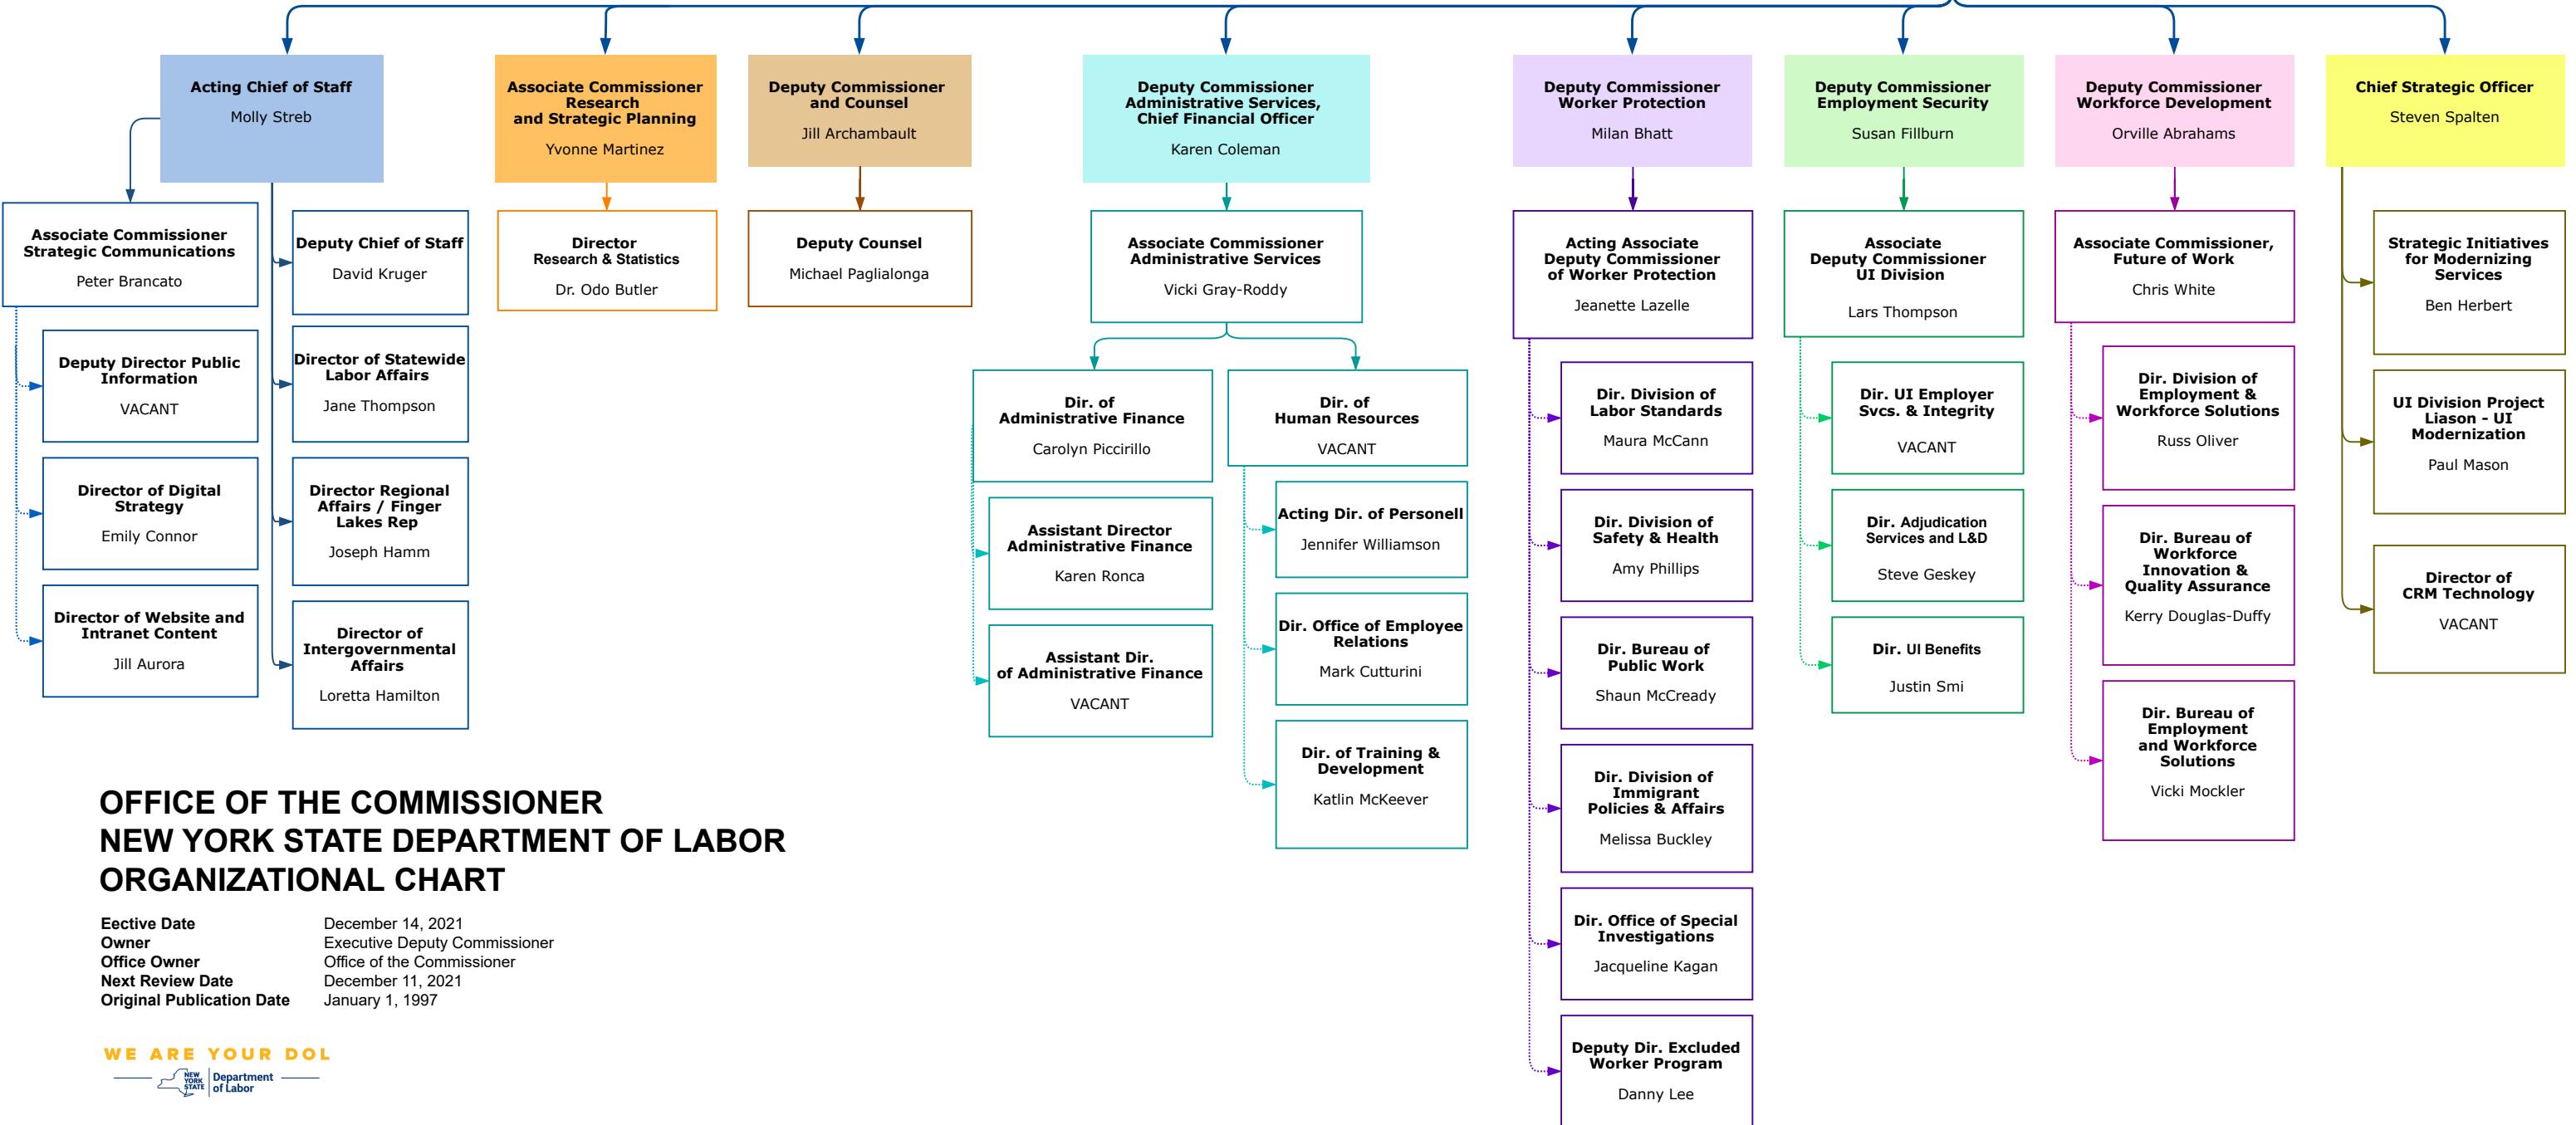 Acting Chief of Staff
Molly Streb
Associate Commissioner
Research
and Strategic Planning
Yvonne Martinez
Deputy Commissioner
and Counsel
Jill Archambault
Deputy Commissioner
Administrative Services,
Chief Financial Officer
Karen Coleman
Deputy Commissioner
Worker Protection
Milan Bhatt
Deputy Commissioner
Employment Security
Susan Fillburn
Deputy Commissioner
Workforce Development
Orville Abrahams
Chief Strategic Officer
Steven Spalten
Associate Commissioner
Strategic Communications
Peter Brancato
Deputy Director Public
Information
VACANT
Director of Digital
Strategy
Emily Connor
Director of Website and
Intranet Content
Jill Aurora
Deputy Chief of Staff
David Kruger
Director of Statewide
Labor Affairs
Jane Thompson
Director Regional
Affairs / Finger
Lakes Rep
Joseph Hamm
Director of
Intergovernmental
Affairs
Loretta Hamilton
Director
Research & Statistics
Dr. Odo Butler
Deputy Counsel
Michael Paglialonga
Associate Commissioner
Administrative Services
Vicki Gray-Roddy
Dir. of
Administrative Finance
Carolyn Piccirillo
Assistant Director
Administrative Finance
Karen Ronca
Assistant Dir.
of Administrative Finance
VACANT
Dir. of
Human Resources
VACANT
Acting Dir. of Personell
Jennifer Williamson
Dir. Office of Employee
Relations
Mark Cutturini
Dir. of Training &
Development
Katlin McKeever
Acting Associate
Deputy Commissioner
of Worker Protection
Jeanette Lazelle
Dir. Division of
Labor Standards
Maura McCann
Dir. Division of
Safety & Health
Amy Phillips
Dir. Bureau of
Public Work
Shaun McCready
Dir. Division of
Immigrant
Policies & Affairs
Melissa Buckley
Dir. Office of Special
Investigations
Jacqueline Kagan
Deputy Dir. Excluded
Worker Program
Danny Lee
Associate
Deputy Commissioner
UI Division
Lars Thompson
Dir. UI Employer
Svcs. & Integrity
VACANT
Dir. Adjudication
Services and L&D
Steve Geskey
Dir. UI Benefits
Justin Smi
Associate Commissioner,
Future of Work
Chris White
Dir. Division of
Employment &
Workforce Solutions
Russ Oliver
Dir. Bureau of
Workforce
Innovation &
Quality Assurance
Kerry Douglas-Duffy
Dir. Bureau of
Employment
and Workforce
Solutions
Vicki Mockler
Strategic Initiatives
for Modernizing
Services
Ben Herbert
UI Division Project
Liason - UI
Modernization
Paul Mason
Director of
CRM Technology
VACANT
OFFICE OF THE COMMISSIONER
NEW YORK STATE DEPARTMENT OF LABOR
ORGANIZATIONAL CHART
Eective Date December 14, 2021
Owner Executive Deputy Commissioner
Office Owner Office of the Commissioner
Next Review Date December 11, 2021
Original Publication Date January 1, 1997
WE ARE YOUR DOL
NEW
YORK
STATE
Department
of Labor